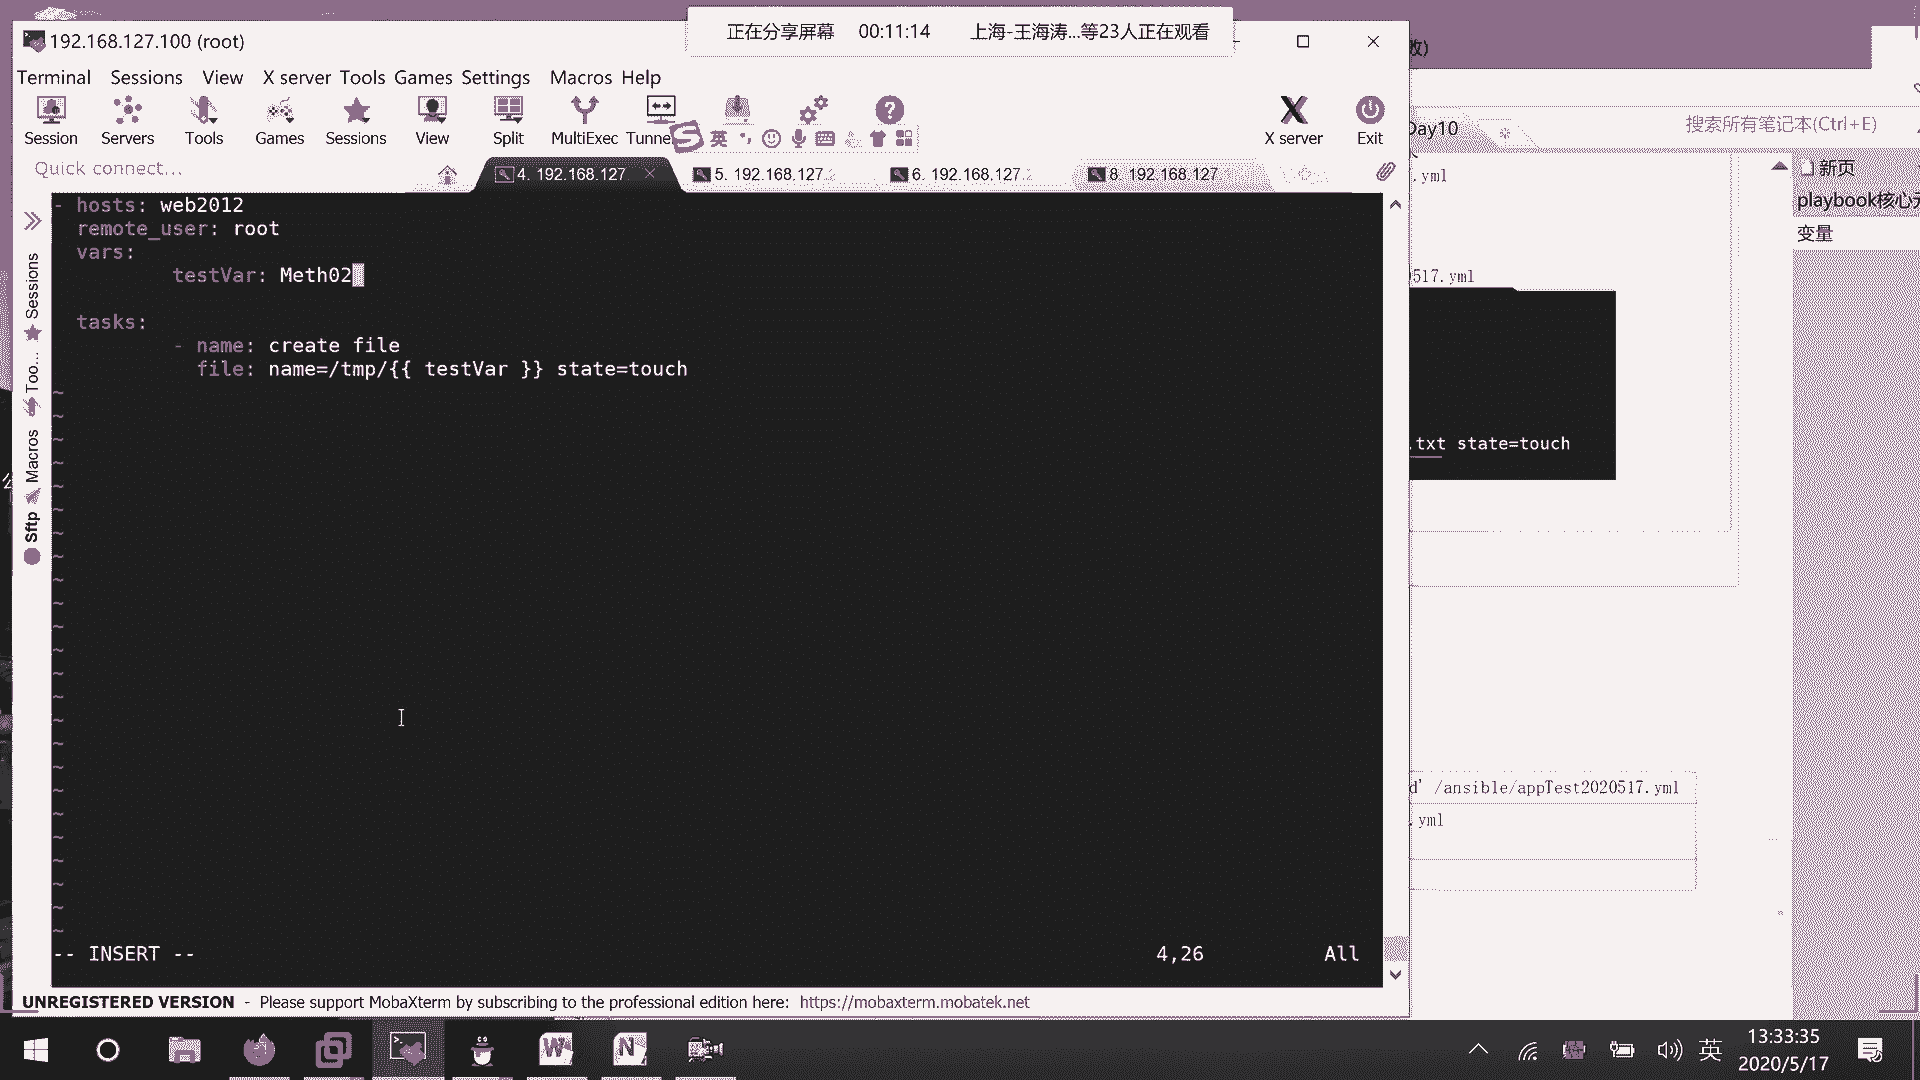 正在分享屏幕 00:11:14 上海-王海涛...等23人正在观看
192.168.127.100 (root)
Terminal Sessions View X server Tools Games Settings Macros Help
Session Servers Tools Games Sessions View Split MultiExec Tunne 英 X server Exit
Quick connect...
4. 192.168.127 5. 192.168.127. 6. 192.168.127. 8. 192.168.127
- hosts: web2012
remote_user: root
vars:
testVar: Meth02
tasks:
- name: create file
file: name=/tmp/{{ testVar }} state=touch
-- INSERT -- 4,26 All
Sessions
Too...
Macros
Sftp
UNREGISTERED VERSION - Please support MobaXterm by subscribing to the professional edition here: https://mobaxterm.mobatek.net
Day10
搜索所有笔记本(Ctrl+E)
.yml
517.yml
.txt state=touch
d' /ansible/appTest2020517.yml
.yml
新页
playbook核心
变量
英
13:33:35
2020/5/17